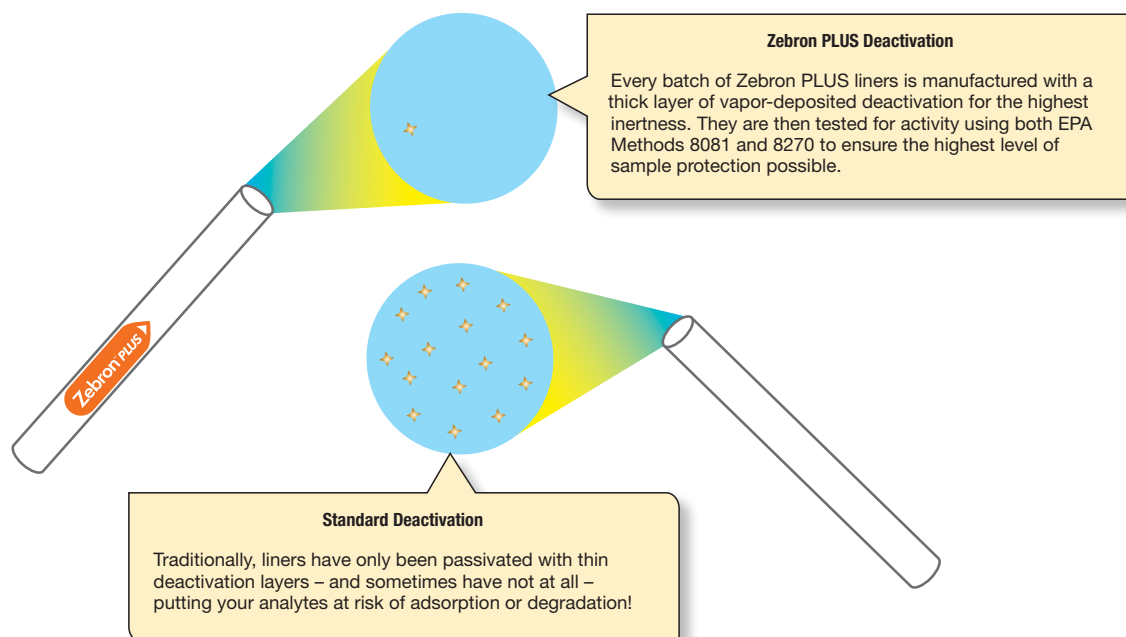 Zebron PLUS Deactivation
Every batch of Zebron PLUS liners is manufactured with a
thick layer of vapor-deposited deactivation for the highest
inertness. They are then tested for activity using both EPA
Methods 8081 and 8270 to ensure the highest level of
sample protection possible.
Zebron PLUS
Standard Deactivation
Traditionally, liners have only been passivated with thin
deactivation layers – and sometimes have not at all –
putting your analytes at risk of adsorption or degradation!